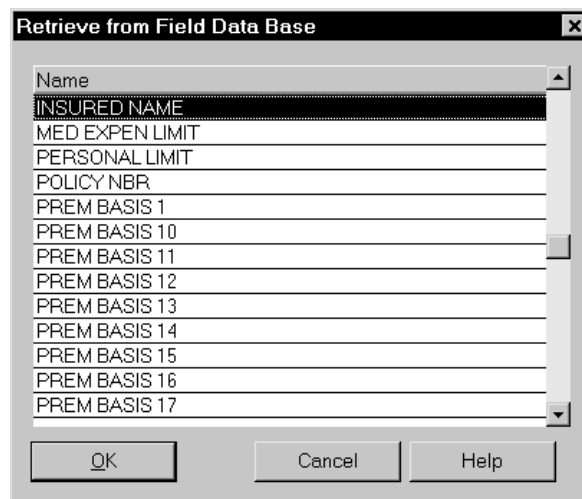 Retrieve from Field Data Base
Name
INSURED NAME
MED EXPEN LIMIT
PERSONAL LIMIT
POLICY NBR
PREM BASIS 1
PREM BASIS 10
PREM BASIS 11
PREM BASIS 12
PREM BASIS 13
PREM BASIS 14
PREM BASIS 15
PREM BASIS 16
PREM BASIS 17
OK Cancel Help